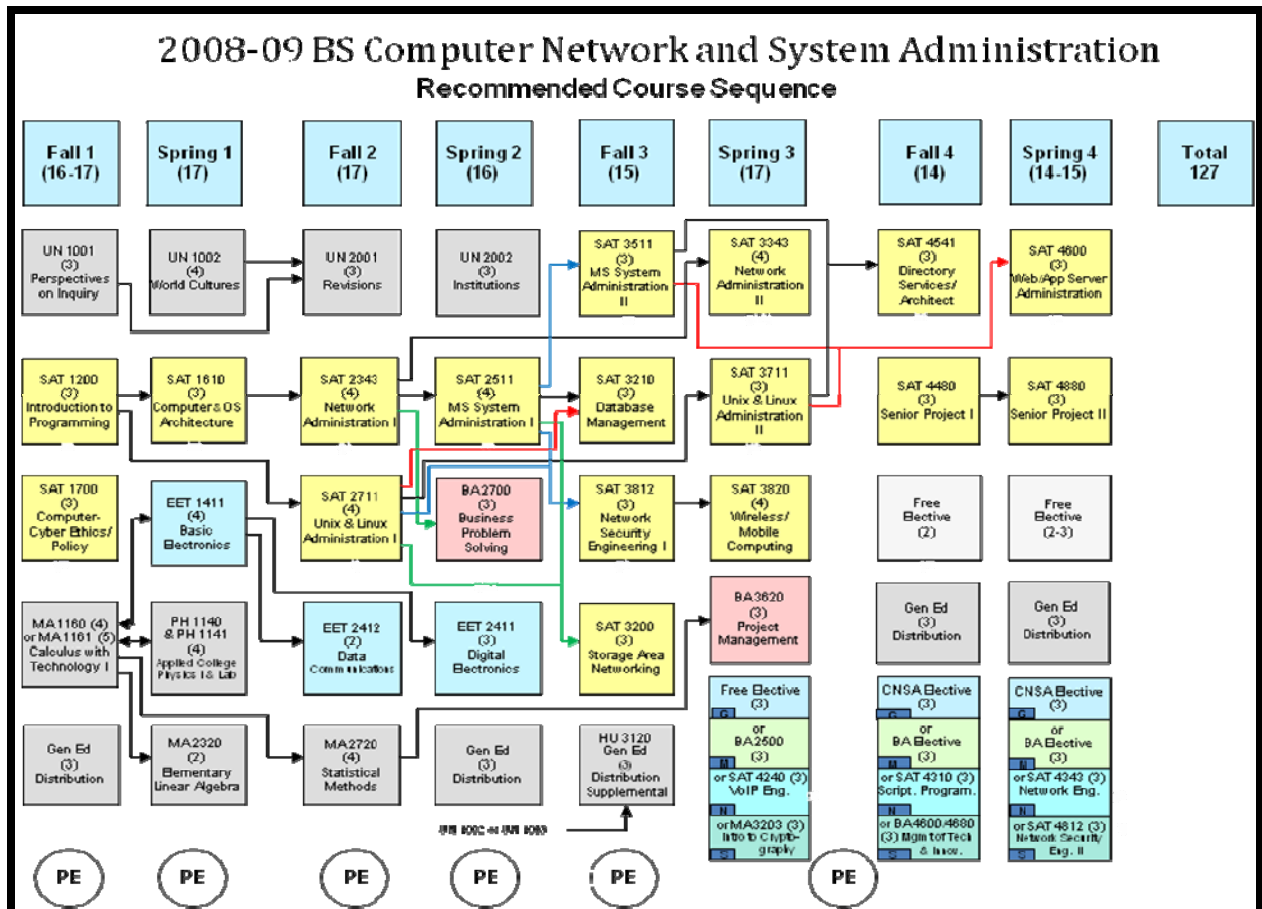 2008-09 BS Computer Network and System Administration
Recommended Course Sequence
Fall 1
(16-17)
Spring 1
(17)
Fall 2
(17)
Spring 2
(16)
Fall 3
(15)
Spring 3
(17)
Fall 4
(14)
Spring 4
(14-15)
Total
127
UN 1001
(3)
Perspectives
on Inquiry
UN 1002
(4)
World Cultures
UN 2001
(3)
Revisions
UN 2002
(3)
Institutions
SAT 3511
(3)
MS System
Administration
II
SAT 3343
(4)
Network
Administration
II
SAT 4541
(3)
Directory
Services/
Architect
SAT 4600
(3)
Web/App Server
Administration
SAT 1200
(3)
Introduction to
Programming
SAT 1610
(3)
Computer & OS
Architecture
SAT 2343
(4)
Network
Administration I
SAT 2511
(4)
MS System
Administration I
SAT 3210
(3)
Database
Management
SAT 3711
(3)
Unix & Linux
Administration
II
SAT 4480
(3)
Senior Project I
SAT 4880
(3)
Senior Project II
SAT 1700
(3)
Computer-
Cyber Ethics/
Policy
EET 1411
(4)
Basic
Electronics
SAT 2711
(4)
Unix & Linux
Administration I
BA2700
(3)
Business
Problem
Solving
SAT 3812
(3)
Network
Security
Engineering I
SAT 3820
(4)
Wireless/
Mobile
Computing
Free
Elective
(2)
Free
Elective
(2-3)
MA1160 (4)
or MA1161 (5)
Calculus with
Technology I
PH 1140
& PH 1141
(4)
Applied College
Physics I & Lab
EET 2412
(2)
Data
Communications
EET 2411
(3)
Digital
Electronics
SAT 3200
(3)
Storage Area
Networking
BA3620
(3)
Project
Management
Gen Ed
(3)
Distribution
Gen Ed
(3)
Distribution
Gen Ed
(3)
Distribution
MA2320
(2)
Elementary
Linear Algebra
MA2720
(4)
Statistical
Methods
Gen Ed
(3)
Distribution
HU 3120
Gen Ed
(3)
Distribution
Supplemental
Free Elective
(3)
G
or
BA2500
(3)
M
or SAT 4240 (3)
VoIP Eng.
N
or MA3203 (3)
Intro to Crypto-
graphy
S
CNSA Elective
(3)
G
or
BA Elective
(3)
M
or SAT 4310 (3)
Script. Program.
N
or BA4600/4680
(3) Mgmt of Tech
& Innov.
S
CNSA Elective
(3)
G
or
BA Elective
(3)
M
or SAT 4343 (3)
Network Eng.
N
or SAT 4812 (3)
Network Security
Eng. II
S
PE
PE
PE
PE
PE
PE